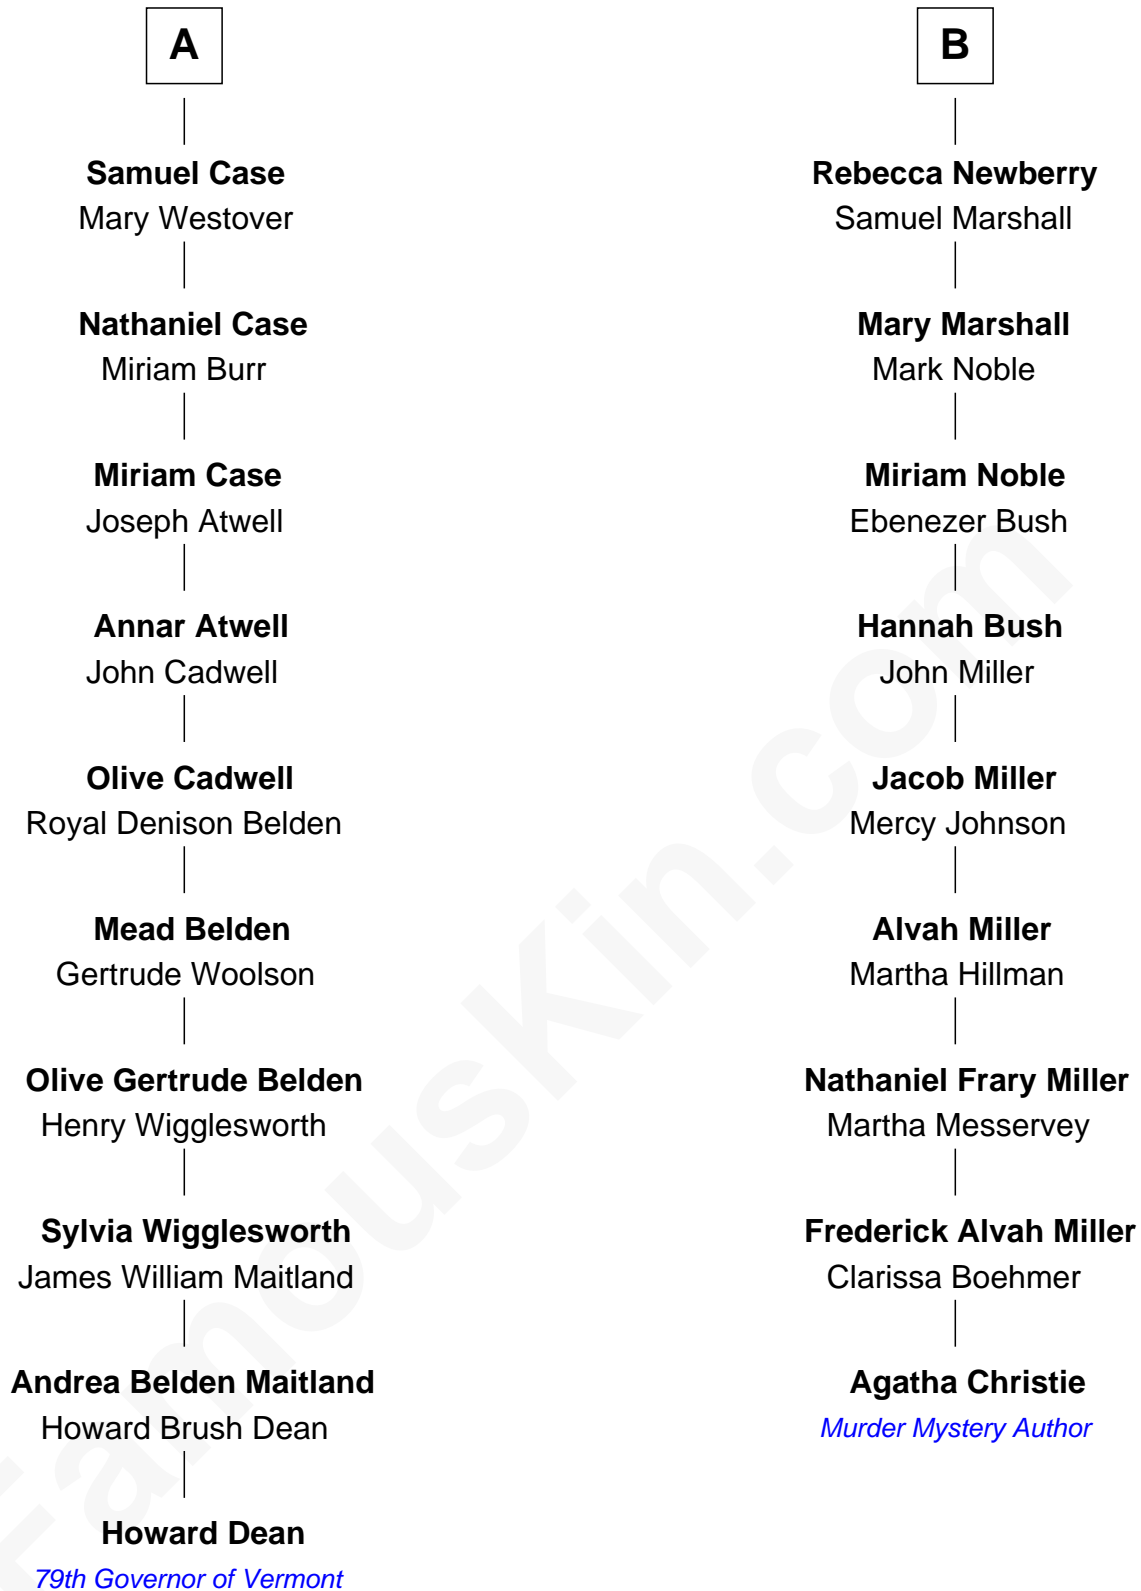 A
Samuel Case
Mary Westover
Nathaniel Case
Miriam Burr
Miriam Case
Joseph Atwell
Annar Atwell
John Cadwell
Olive Cadwell
Royal Denison Belden
Mead Belden
Gertrude Woolson
Olive Gertrude Belden
Henry Wigglesworth
Sylvia Wigglesworth
James William Maitland
Andrea Belden Maitland
Howard Brush Dean
Howard Dean
79th Governor of Vermont
B
Rebecca Newberry
Samuel Marshall
Mary Marshall
Mark Noble
Miriam Noble
Ebenezer Bush
Hannah Bush
John Miller
Jacob Miller
Mercy Johnson
Alvah Miller
Martha Hillman
Nathaniel Frary Miller
Martha Messervey
Frederick Alvah Miller
Clarissa Boehmer
Agatha Christie
Murder Mystery Author
FamousKin.com